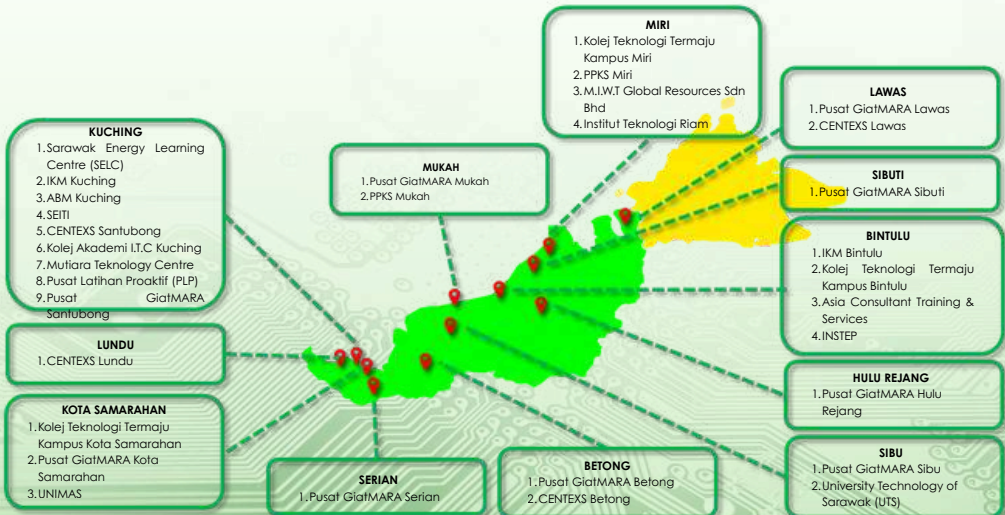 MIRI
1.Kolej Teknologi Termaju
Kampus Miri
2.PPKS Miri
3.M.I.W.T Global Resources Sdn
Bhd
4.Institut Teknologi Riam
LAWAS
1.Pusat GiatMARA Lawas
2.CENTEXS Lawas
KUCHING
1.Sarawak Energy Learning
Centre (SELC)
2.IKM Kuching
3.ABM Kuching
4.SEITI
5.CENTEXS Santubong
6.Kolej Akademi I.T.C Kuching
7.Mutiara Teknology Centre
8.Pusat Latihan Proaktif (PLP)
9.Pusat GiatMARA
Santubong
MUKAH
1.Pusat GiatMARA Mukah
2.PPKS Mukah
SIBUTI
1.Pusat GiatMARA Sibuti
BINTULU
1.IKM Bintulu
2.Kolej Teknologi Termaju
Kampus Bintulu
3.Asia Consultant Training &
Services
4.INSTEP
LUNDU
1.CENTEXS Lundu
HULU REJANG
1.Pusat GiatMARA Hulu
Rejang
KOTA SAMARAHAN
1.Kolej Teknologi Termaju
Kampus Kota Samarahan
2.Pusat GiatMARA Kota
Samarahan
3.UNIMAS
SERIAN
1.Pusat GiatMARA Serian
BETONG
1.Pusat GiatMARA Betong
2.CENTEXS Betong
SIBU
1.Pusat GiatMARA Sibu
2.University Technology of
Sarawak (UTS)